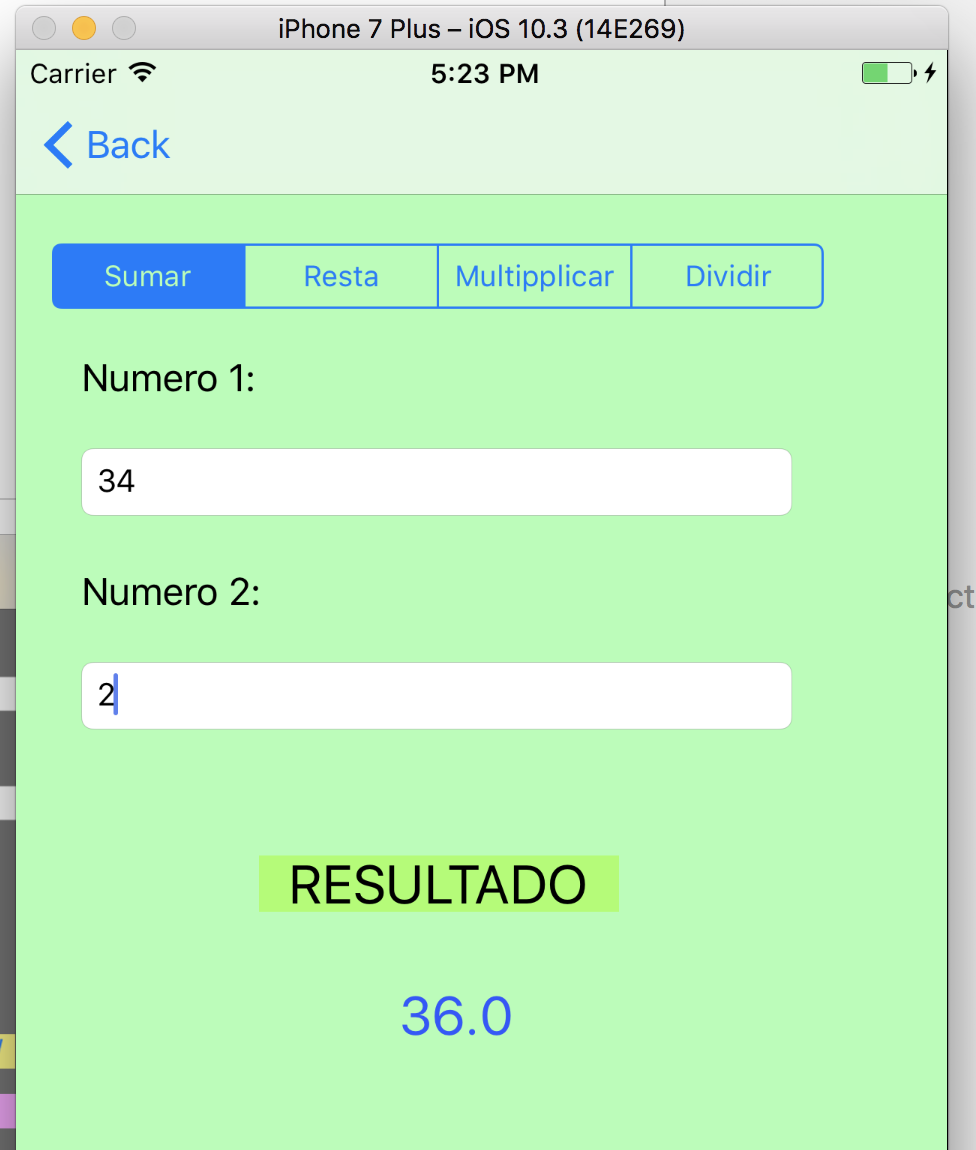 iPhone 7 Plus – iOS 10.3 (14E269)
Carrier 5:23 PM
Back
Sumar Resta Multipplicar Dividir
Numero 1:
34
Numero 2:
2
ct
RESULTADO
36.0